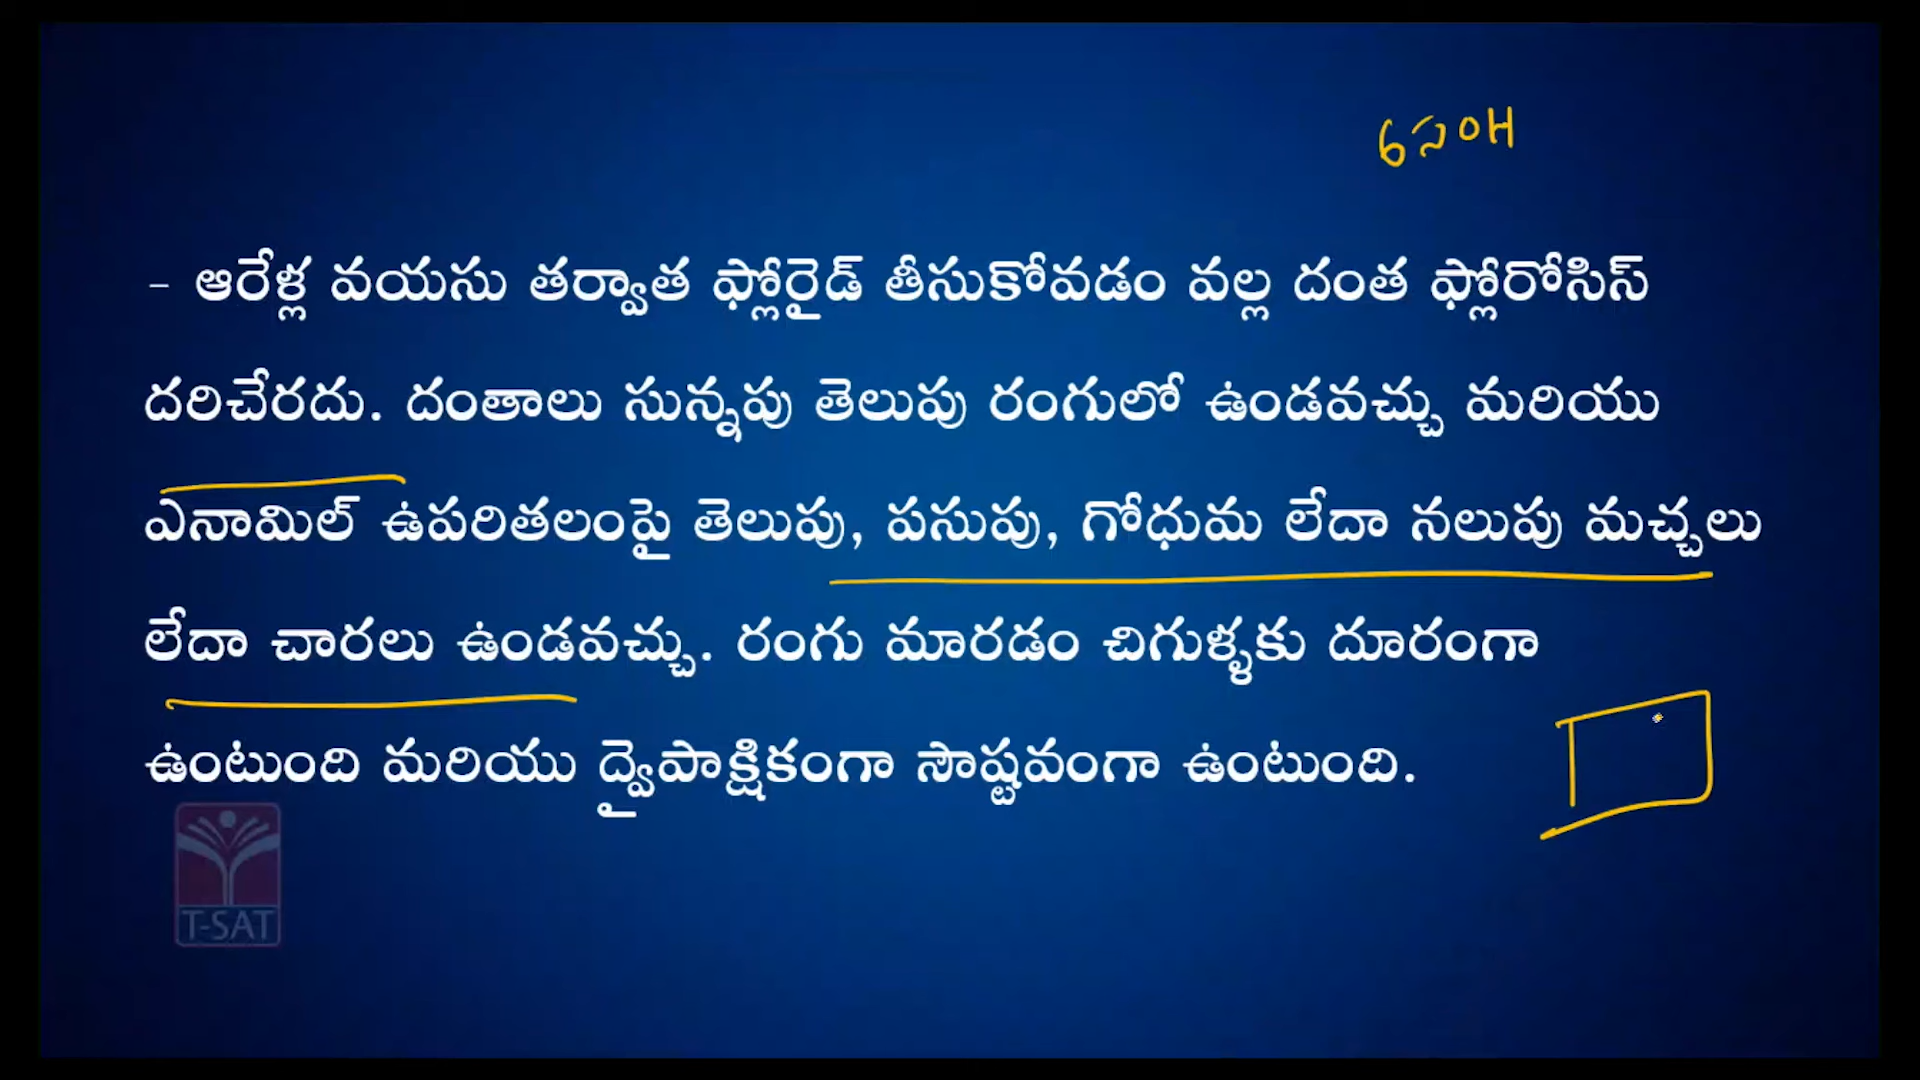 6 సం||
- ఆరేళ్ల వయసు తర్వాత ఫ్లోరైడ్ తీసుకోవడం వల్ల దంత ఫ్లోరోసిస్
దరిచేరదు. దంతాలు సున్నపు తెలుపు రంగులో ఉండవచ్చు మరియు
ఎనామిల్ ఉపరితలంపై తెలుపు, పసుపు, గోధుమ లేదా నలుపు మచ్చలు
లేదా చారలు ఉండవచ్చు. రంగు మారడం చిగుళ్ళకు దూరంగా
ఉంటుంది మరియు ద్వైపాక్షికంగా సౌష్టవంగా ఉంటుంది.
T-SAT